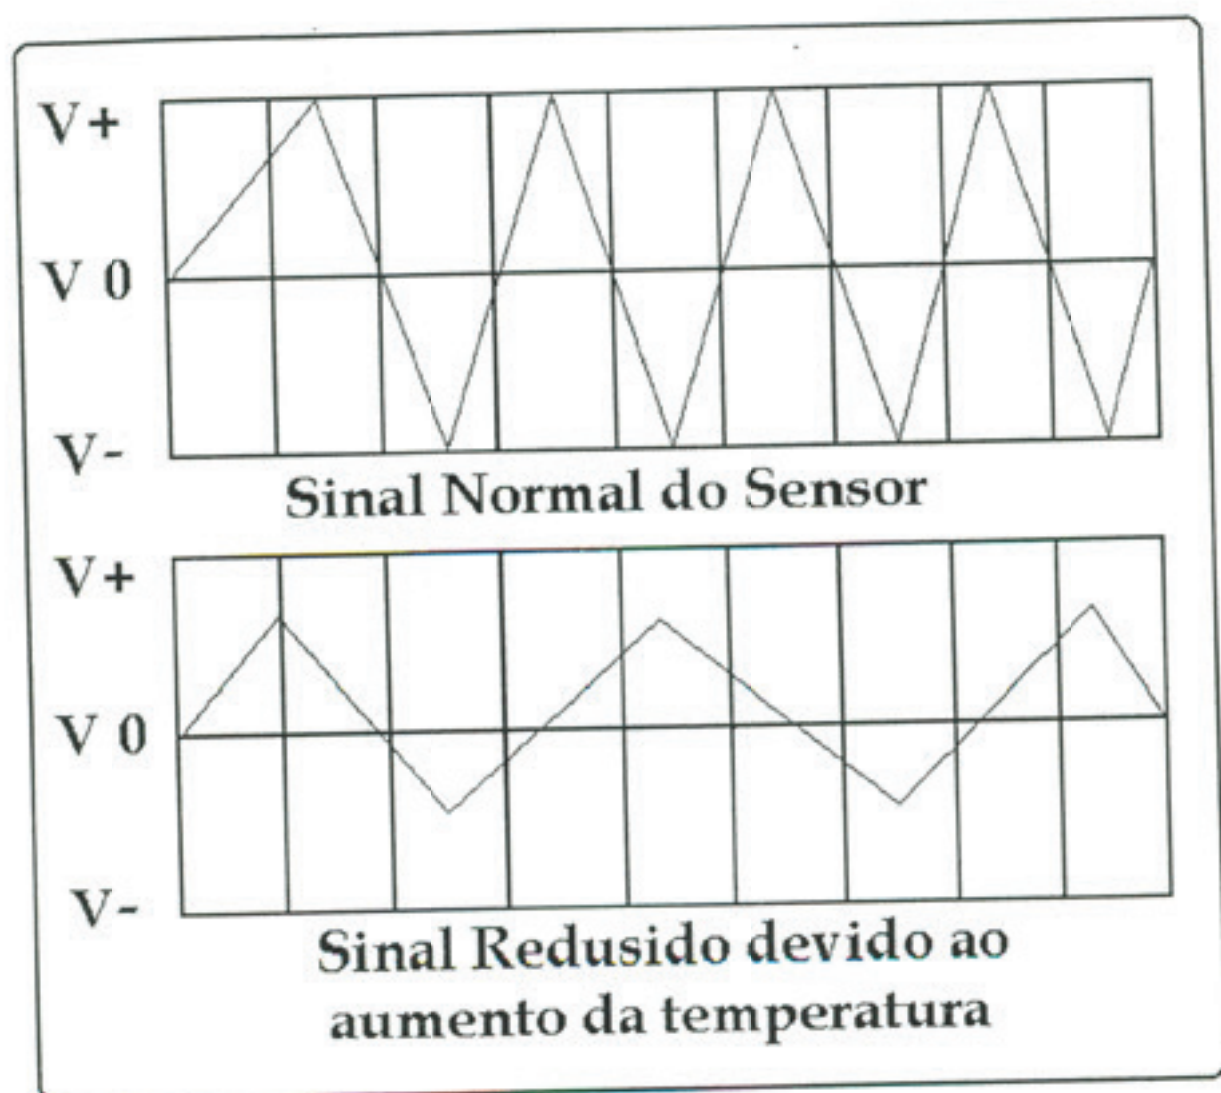 V+
V 0
V-
Sinal Normal do Sensor
V+
V 0
V-
Sinal Redusido devido ao
aumento da temperatura